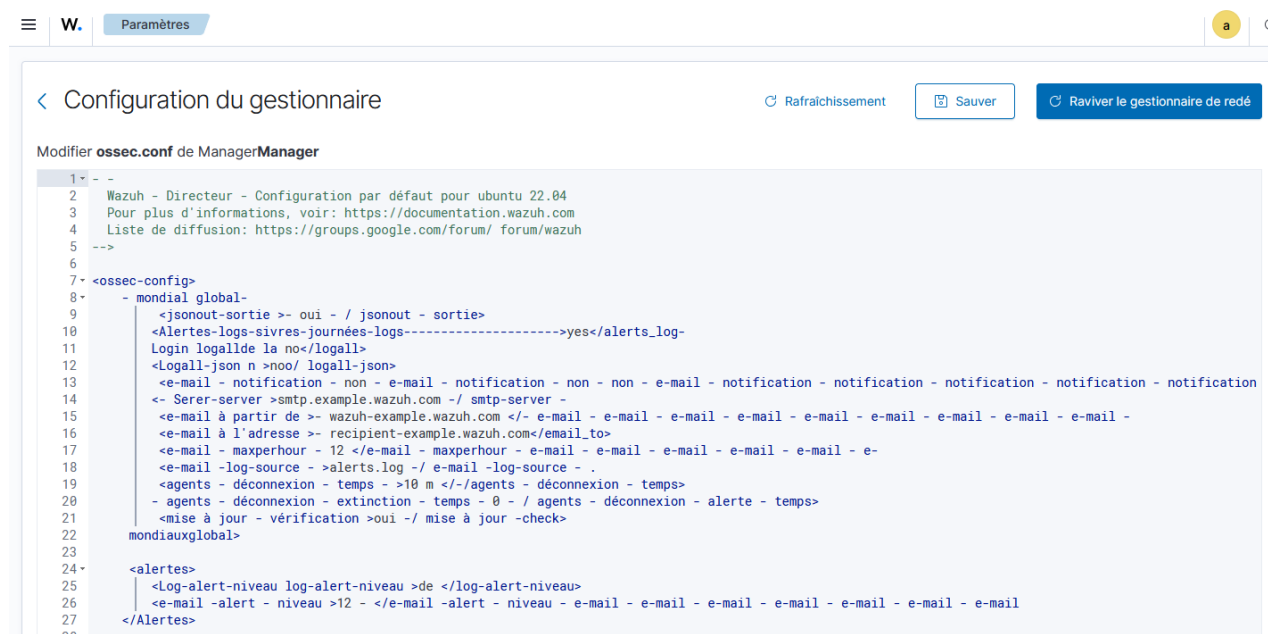 W. Paramètres a
Configuration du gestionnaire Rafraîchissement Sauver Raviver le gestionnaire de redé
Modifier ossec.conf de ManagerManager
1 - -
2 Wazuh - Directeur - Configuration par défaut pour ubuntu 22.04
3 Pour plus d'informations, voir: https://documentation.wazuh.com
4 Liste de diffusion: https://groups.google.com/forum/ forum/wazuh
5 -->
6
7 <ossec-config>
8 - mondial global-
9 <jsonout-sortie >- oui - / jsonout - sortie>
10 <Alertes-logs-sivres-journées-logs--------------------->yes</alerts_log-
11 Login logallde la no</logall>
12 <Logall-json n >noo/ logall-json>
13 <e-mail - notification - non - e-mail - notification - non - non - e-mail - notification - notification - notification - notification - notification
14 <- Serer-server >smtp.example.wazuh.com -/ smtp-server -
15 <e-mail à partir de >- wazuh-example.wazuh.com </- e-mail - e-mail - e-mail - e-mail - e-mail - e-mail - e-mail - e-mail - e-mail -
16 <e-mail à l'adresse >- recipient-example.wazuh.com</email_to>
17 <e-mail - maxperhour - 12 </e-mail - maxperhour - e-mail - e-mail - e-mail - e-mail - e-mail - e-
18 <e-mail -log-source - >alerts.log -/ e-mail -log-source - .
19 <agents - déconnexion - temps - >10 m </-/agents - déconnexion - temps>
20 - agents - déconnexion - extinction - temps - 0 - / agents - déconnexion - alerte - temps>
21 <mise à jour - vérification >oui -/ mise à jour -check>
22 mondiauxglobal>
23
24 <alertes>
25 <Log-alert-niveau log-alert-niveau >de </log-alert-niveau>
26 <e-mail -alert - niveau >12 - </e-mail -alert - niveau - e-mail - e-mail - e-mail - e-mail - e-mail - e-mail - e-mail
27 </Alertes>